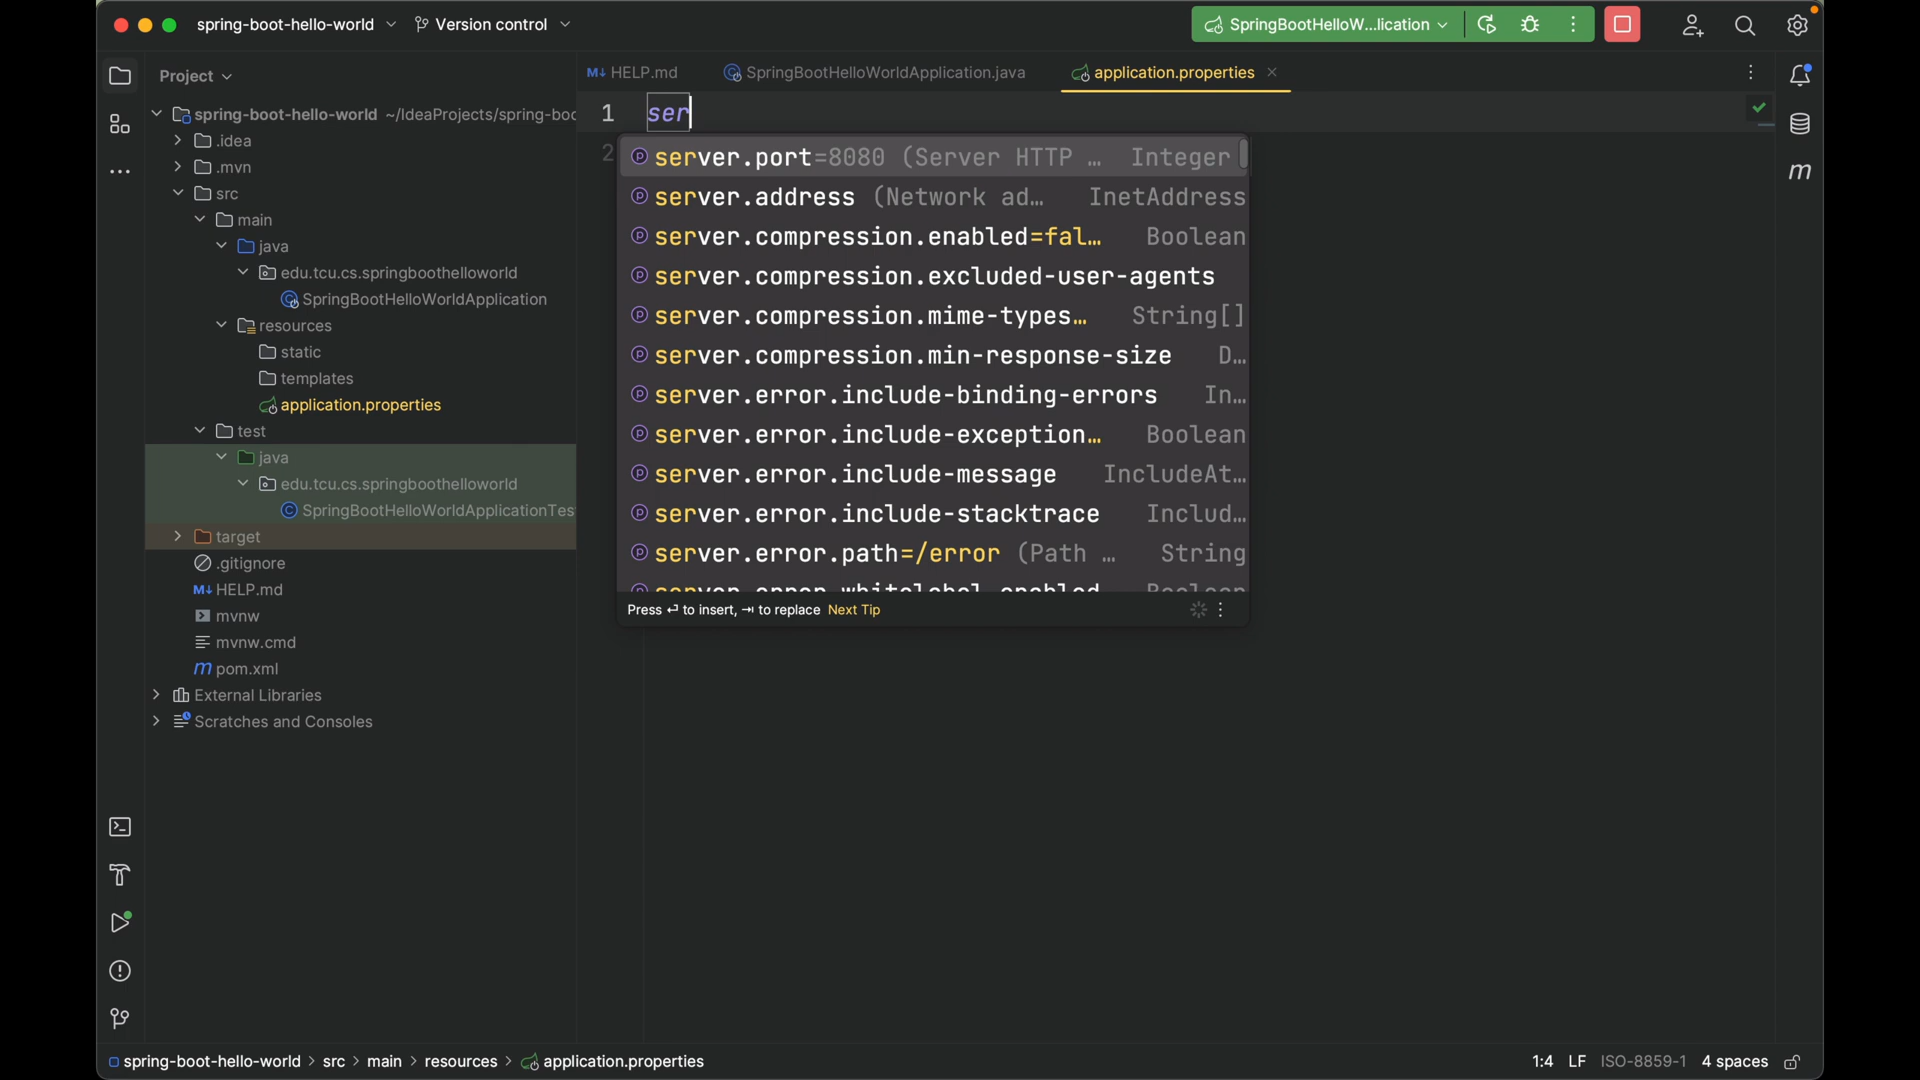 spring-boot-hello-world
Version control
SpringBootHelloW...lication
Project
HELP.md
SpringBootHelloWorldApplication.java
application.properties
spring-boot-hello-world ~/IdeaProjects/spring-boo
.idea
.mvn
src
main
java
edu.tcu.cs.springboothelloworld
SpringBootHelloWorldApplication
resources
static
templates
application.properties
test
java
edu.tcu.cs.springboothelloworld
SpringBootHelloWorldApplicationTes
target
.gitignore
HELP.md
mvnw
mvnw.cmd
pom.xml
External Libraries
Scratches and Consoles
1 ser
2
server.port=8080 (Server HTTP … Integer
server.address (Network ad… InetAddress
server.compression.enabled=fal… Boolean
server.compression.excluded-user-agents
server.compression.mime-types… String[]
server.compression.min-response-size D…
server.error.include-binding-errors In…
server.error.include-exception… Boolean
server.error.include-message IncludeAt…
server.error.include-stacktrace Includ…
server.error.path=/error (Path … String
server.error.whitelabel.enabled Boolean
Press ⏎ to insert, ⇥ to replace Next Tip
spring-boot-hello-world > src > main > resources > application.properties
1:4 LF ISO-8859-1 4 spaces